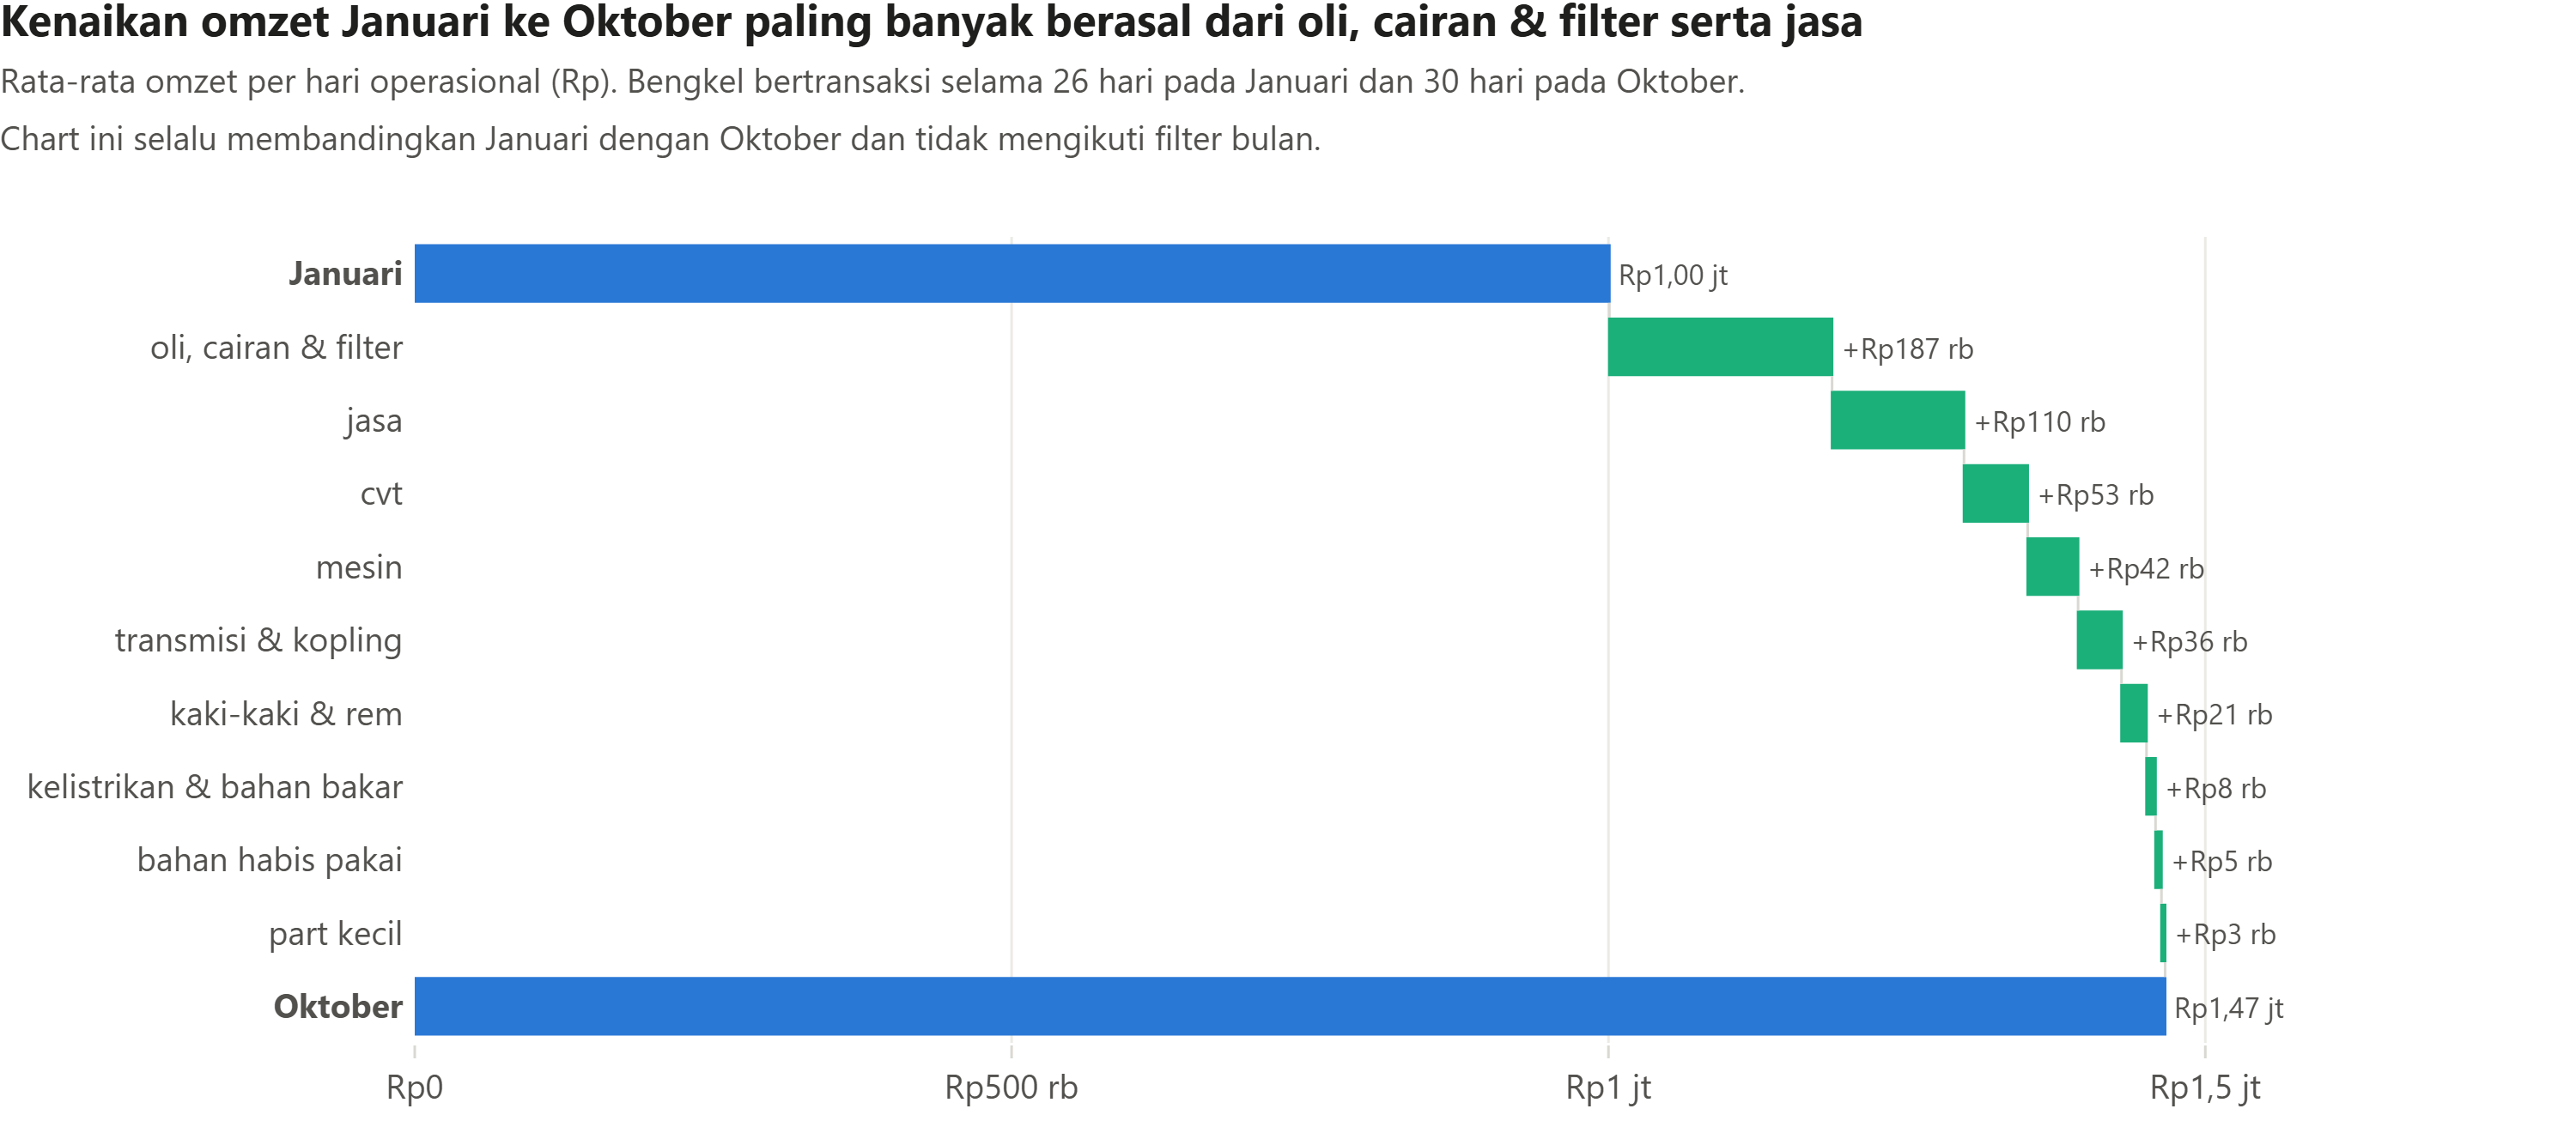 Kenaikan omzet Januari ke Oktober paling banyak berasal dari oli, cairan & filter serta jasa
Rata-rata omzet per hari operasional (Rp). Bengkel bertransaksi selama 26 hari pada Januari dan 30 hari pada Oktober.
Chart ini selalu membandingkan Januari dengan Oktober dan tidak mengikuti filter bulan.
Januari Rp1,00 jt
oli, cairan & filter +Rp187 rb
jasa +Rp110 rb
cvt +Rp53 rb
mesin +Rp42 rb
transmisi & kopling +Rp36 rb
kaki-kaki & rem +Rp21 rb
kelistrikan & bahan bakar +Rp8 rb
bahan habis pakai +Rp5 rb
part kecil +Rp3 rb
Oktober Rp1,47 jt
Rp0 Rp500 rb Rp1 jt Rp1,5 jt